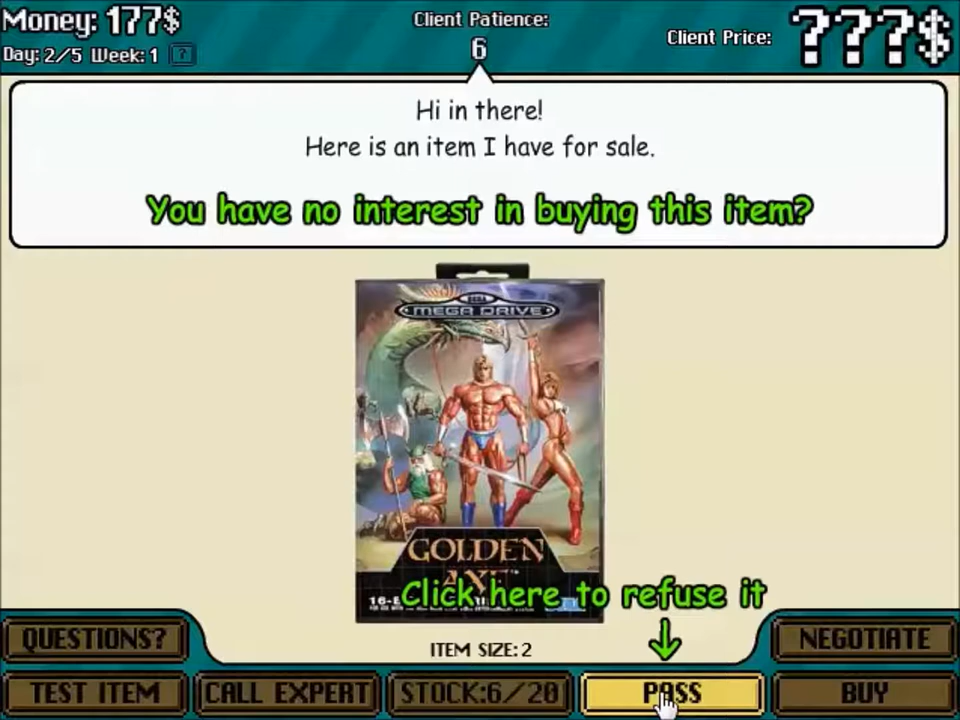 Money: 177$
Day: 2/5 Week: 1 ?
Client Patience:
6
Client Price: ???$
Hi in there!
Here is an item I have for sale.
You have no interest in buying this item?
SEGA
MEGA DRIVE
GOLDEN
AXE
Click here to refuse it
ITEM SIZE: 2
QUESTIONS?
NEGOTIATE
TEST ITEM
CALL EXPERT
STOCK:6/20
PASS
BUY